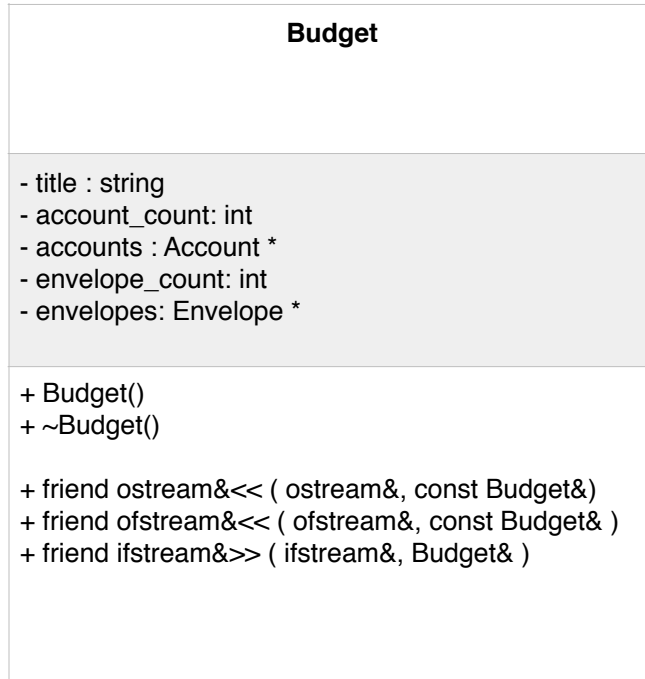 Budget
- title : string
- account_count: int
- accounts : Account *
- envelope_count: int
- envelopes: Envelope *
+ Budget()
+ ~Budget()
+ friend ostream&<< ( ostream&, const Budget&)
+ friend ofstream&<< ( ofstream&, const Budget& )
+ friend ifstream&>> ( ifstream&, Budget& )